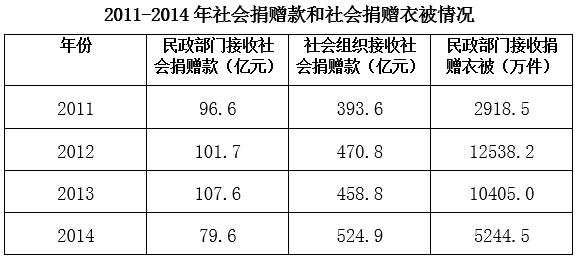 2011-2014 年社会捐赠款和社会捐赠衣被情况
年份 民政部门接收社会捐赠款（亿元） 社会组织接收社会捐赠款（亿元） 民政部门接收捐赠衣被（万件）
2011 96.6 393.6 2918.5
2012 101.7 470.8 12538.2
2013 107.6 458.8 10405.0
2014 79.6 524.9 5244.5